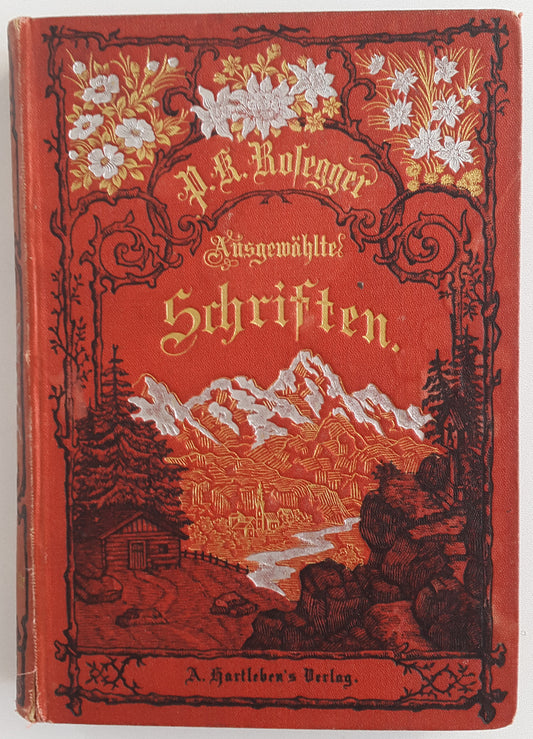 P. K. Rosegger
Ausgewählte
Schriften.
A. Hartleben's Verlag.